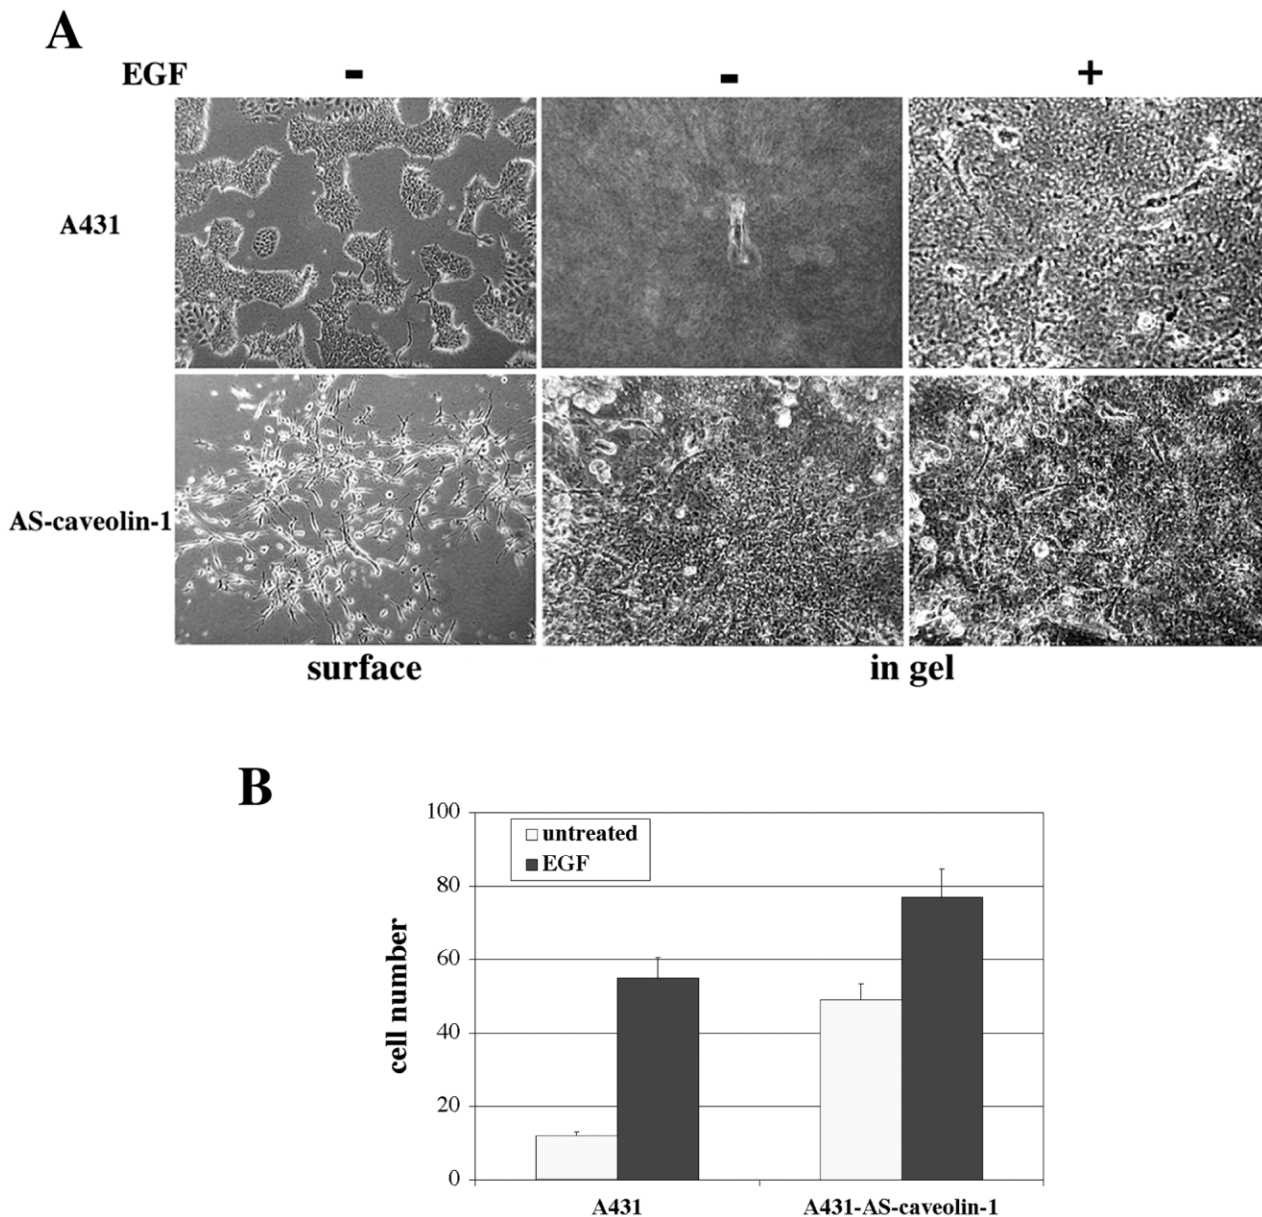 A
EGF - - +
A431
AS-caveolin-1
surface in gel
B
100
80
60
40
20
0
cell number
untreated
EGF
A431 A431-AS-caveolin-1